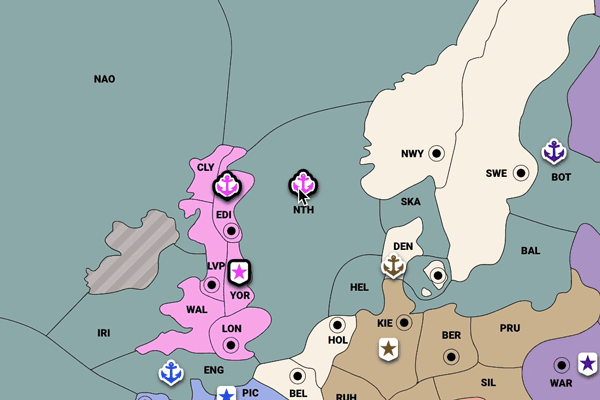 NAO
CLY
NWY
SWE
BOT
SKA
NTH
EDI
DEN
BAL
LVP
HEL
YOR
WAL
IRI
LON
KIE
PRU
HOL
BER
ENG
SIL
WAR
PIC
BEL
RUH